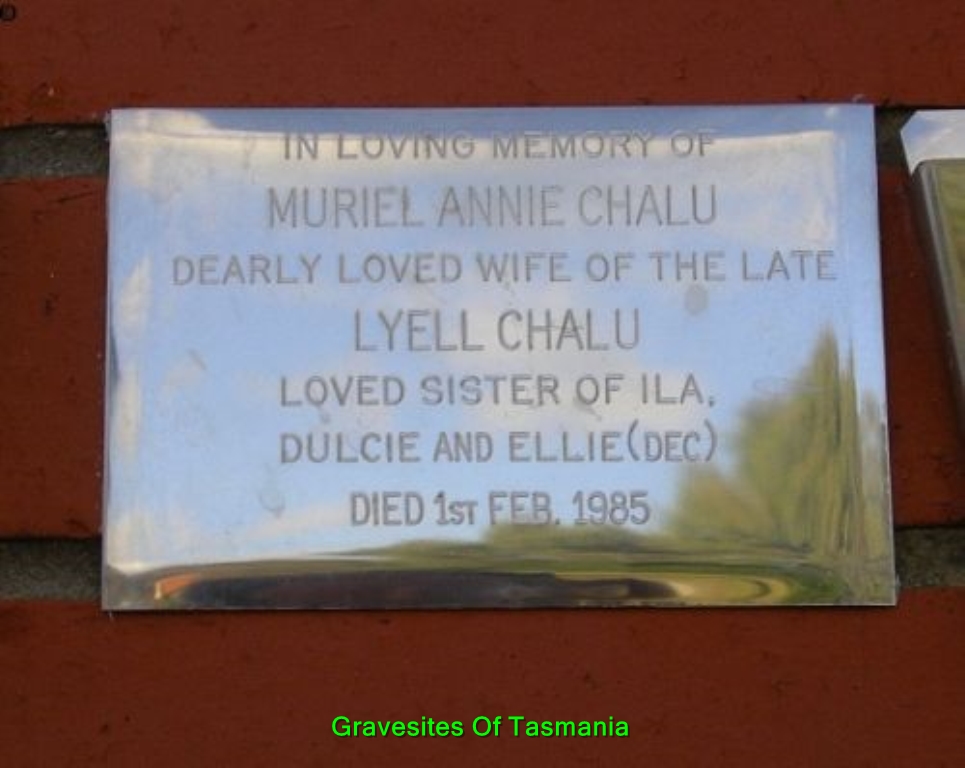 IN LOVING MEMORY OF
MURIEL ANNIE CHALU
DEARLY LOVED WIFE OF THE LATE
LYELL CHALU
LOVED SISTER OF ILA,
DULCIE AND ELLIE (DEC)
DIED 1ST FEB. 1985
Gravesites Of Tasmania